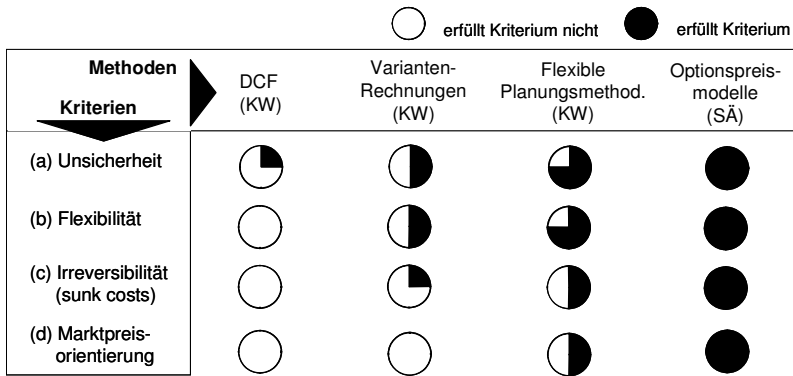 erfüllt Kriterium nicht erfüllt Kriterium
Methoden
Kriterien
DCF
(KW)
Varianten-
Rechnungen
(KW)
Flexible
Planungsmethod.
(KW)
Optionspreis-
modelle
(SÄ)
(a) Unsicherheit
(b) Flexibilität
(c) Irreversibilität
(sunk costs)
(d) Marktpreis-
orientierung